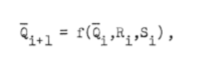 Q̅ᵢ₊₁ = f(Q̅ᵢ,Rᵢ,Sᵢ),